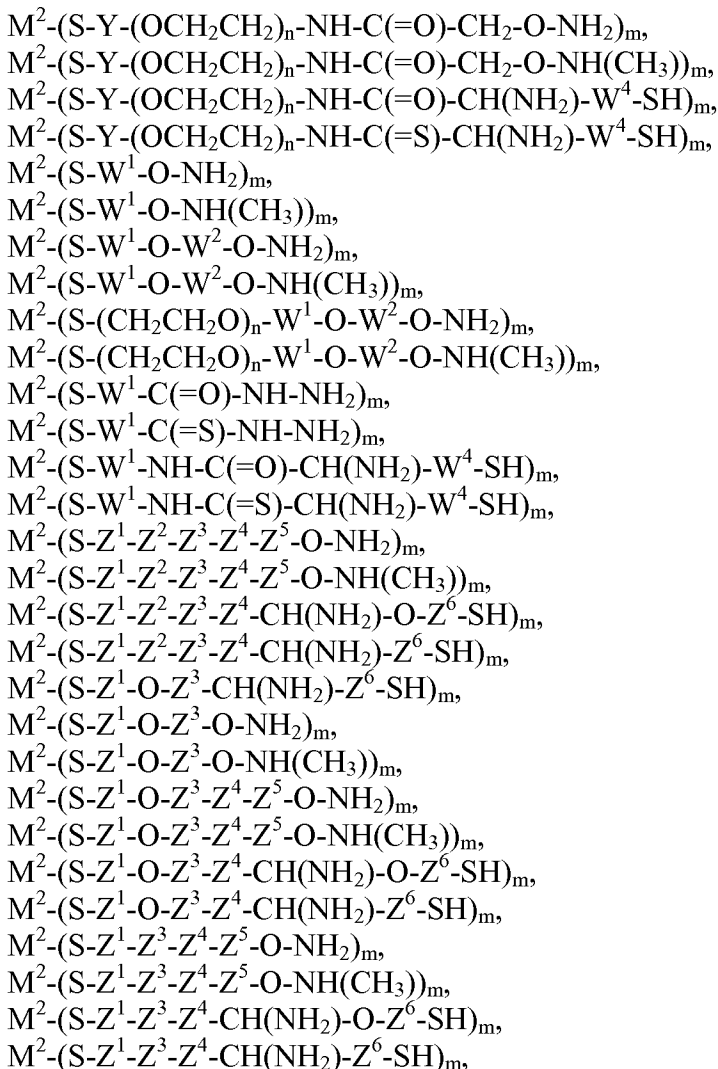 M²-(S-Y-(OCH₂CH₂)ₙ-NH-C(=O)-CH₂-O-NH₂)ₘ,
M²-(S-Y-(OCH₂CH₂)ₙ-NH-C(=O)-CH₂-O-NH(CH₃))ₘ,
M²-(S-Y-(OCH₂CH₂)ₙ-NH-C(=O)-CH(NH₂)-W⁴-SH)ₘ,
M²-(S-Y-(OCH₂CH₂)ₙ-NH-C(=S)-CH(NH₂)-W⁴-SH)ₘ,
M²-(S-W¹-O-NH₂)ₘ,
M²-(S-W¹-O-NH(CH₃))ₘ,
M²-(S-W¹-O-W²-O-NH₂)ₘ,
M²-(S-W¹-O-W²-O-NH(CH₃))ₘ,
M²-(S-(CH₂CH₂O)ₙ-W¹-O-W²-O-NH₂)ₘ,
M²-(S-(CH₂CH₂O)ₙ-W¹-O-W²-O-NH(CH₃))ₘ,
M²-(S-W¹-C(=O)-NH-NH₂)ₘ,
M²-(S-W¹-C(=S)-NH-NH₂)ₘ,
M²-(S-W¹-NH-C(=O)-CH(NH₂)-W⁴-SH)ₘ,
M²-(S-W¹-NH-C(=S)-CH(NH₂)-W⁴-SH)ₘ,
M²-(S-Z¹-Z²-Z³-Z⁴-Z⁵-O-NH₂)ₘ,
M²-(S-Z¹-Z²-Z³-Z⁴-Z⁵-O-NH(CH₃))ₘ,
M²-(S-Z¹-Z²-Z³-Z⁴-CH(NH₂)-O-Z⁶-SH)ₘ,
M²-(S-Z¹-Z²-Z³-Z⁴-CH(NH₂)-Z⁶-SH)ₘ,
M²-(S-Z¹-O-Z³-CH(NH₂)-Z⁶-SH)ₘ,
M²-(S-Z¹-O-Z³-O-NH₂)ₘ,
M²-(S-Z¹-O-Z³-O-NH(CH₃))ₘ,
M²-(S-Z¹-O-Z³-Z⁴-Z⁵-O-NH₂)ₘ,
M²-(S-Z¹-O-Z³-Z⁴-Z⁵-O-NH(CH₃))ₘ,
M²-(S-Z¹-O-Z³-Z⁴-CH(NH₂)-O-Z⁶-SH)ₘ,
M²-(S-Z¹-O-Z³-Z⁴-CH(NH₂)-Z⁶-SH)ₘ,
M²-(S-Z¹-Z³-Z⁴-Z⁵-O-NH₂)ₘ,
M²-(S-Z¹-Z³-Z⁴-Z⁵-O-NH(CH₃))ₘ,
M²-(S-Z¹-Z³-Z⁴-CH(NH₂)-O-Z⁶-SH)ₘ,
M²-(S-Z¹-Z³-Z⁴-CH(NH₂)-Z⁶-SH)ₘ,